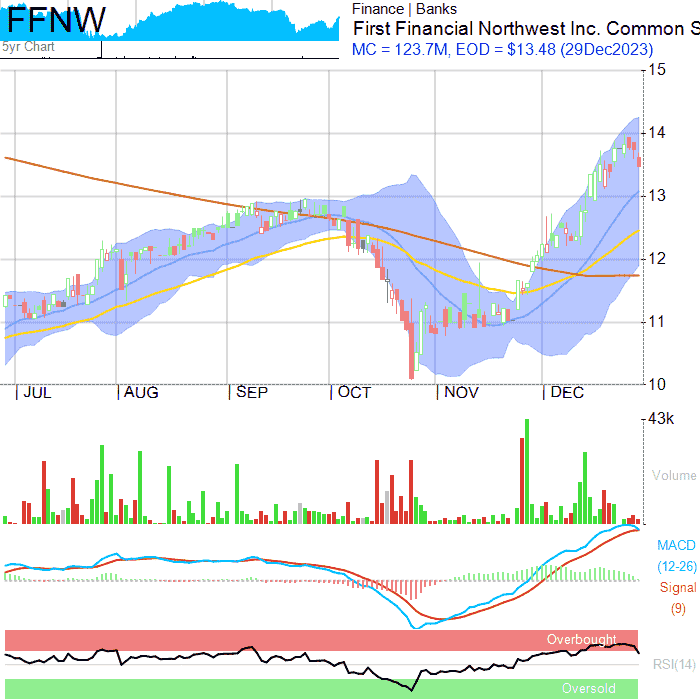 FFNW
5yr Chart
Finance | Banks
First Financial Northwest Inc. Common S
MC = 123.7M, EOD = $13.48 (29Dec2023)
15
14
13
12
11
10
JUL AUG SEP OCT NOV DEC
43k
Volume
MACD
(12-26)
Signal
(9)
Overbought
RSI(14)
Oversold